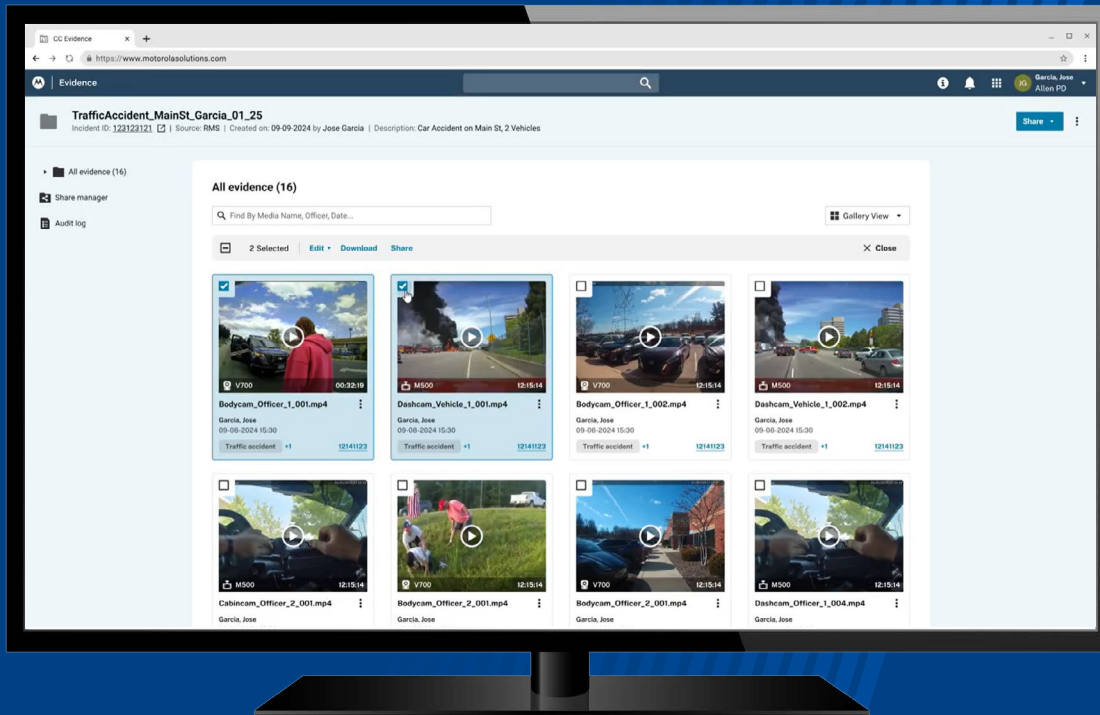 CC Evidence
https://www.motorolasolutions.com
Evidence
Garcia, Jose
JG
Allen PD
TrafficAccident_MainSt_Garcia_01_25
Incident ID: 123123121 | Source: RMS | Created on: 09-09-2024 by Jose Garcia | Description: Car Accident on Main St, 2 Vehicles
Share
All evidence (16)
Share manager
Audit log
All evidence (16)
Find By Media Name, Officer, Date...
Gallery View
2 Selected | Edit Download Share
Close
V700 00:32:19
M500 12:15:14
V700 12:15:14
M500 12:15:14
Bodycam_Officer_1_001.mp4
Dashcam_Vehicle_1_001.mp4
Bodycam_Officer_1_002.mp4
Dashcam_Vehicle_1_002.mp4
Garcia, Jose
Garcia, Jose
Garcia, Jose
Garcia, Jose
09-08-2024 15:30
09-08-2024 15:30
09-08-2024 15:30
09-08-2024 15:30
Traffic accident +1 12141123
Traffic accident +1 12141123
Traffic accident +1 12141123
Traffic accident +1 12141123
M500 12:15:14
V700 12:15:14
V700 12:15:14
M500 12:15:14
Cabincam_Officer_2_001.mp4
Bodycam_Officer_2_001.mp4
Bodycam_Officer_2_001.mp4
Dashcam_Officer_1_004.mp4
Garcia, Jose
Garcia, Jose
Garcia, Jose
Garcia, Jose